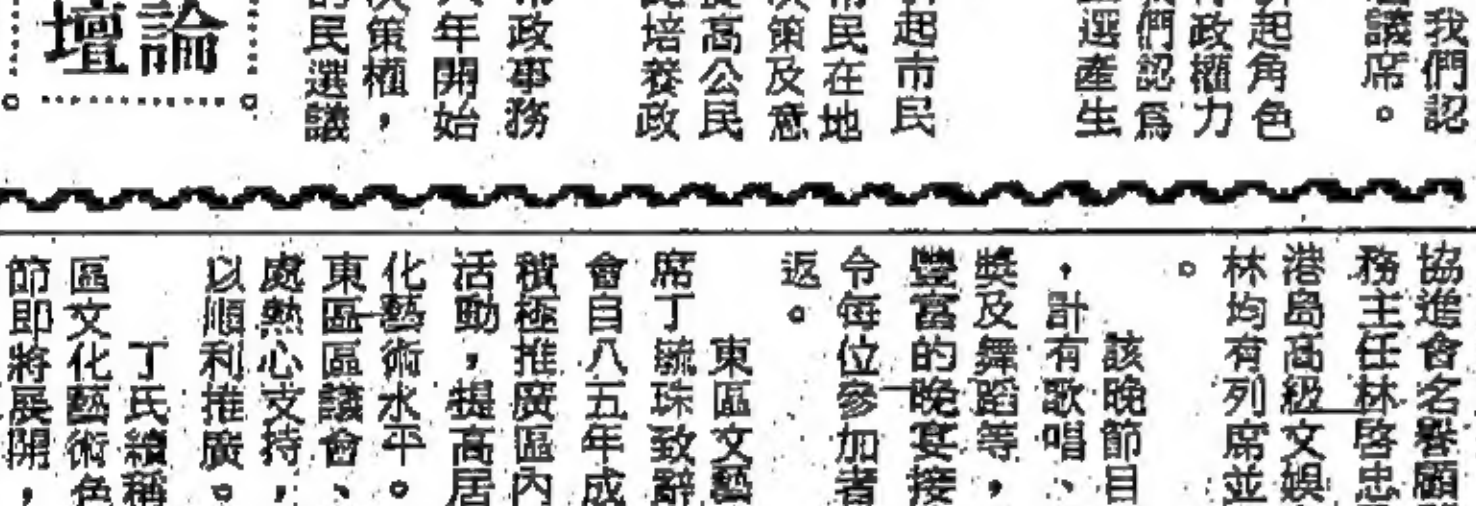 我們認
議席。
起角色
政權力
們認爲
選產生
起市民
民在地
策及意
高公民
培養政
政事務
年開始
策權，
民選議
論壇
協進會名譽顧
務主任林啓忠
港島高級文娛
林均有列席並
。
該晚節目
，計有歌唱、
獎及舞蹈等，
豐富的晚宴接
令每位參加者
返。
東區文藝
席丁毓珠致辭
會自八五年成
積極推廣區內
活動，提高居
化藝術水平。
東區區議會、
處熱心支持，
以順利推廣。
丁氏續稱
區文化藝術色
節即將展開，